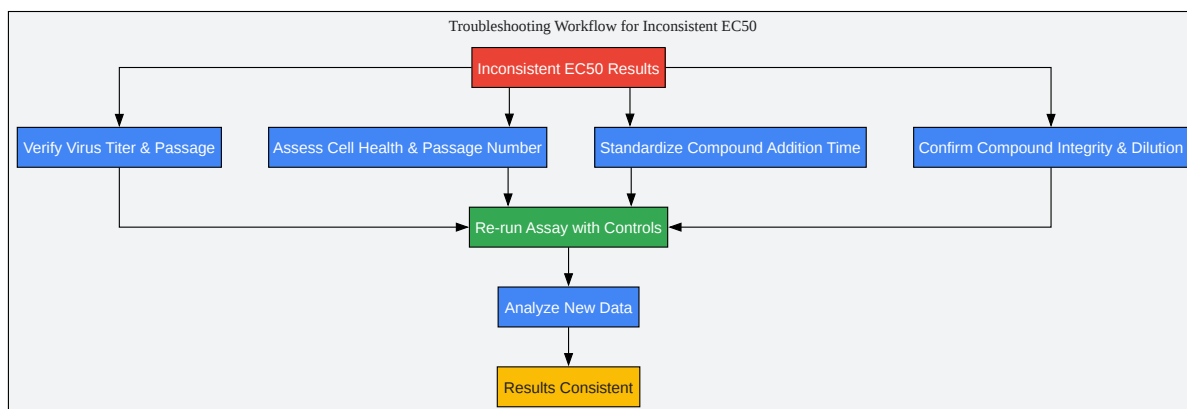 Troubleshooting Workflow for Inconsistent EC50
Inconsistent EC50 Results
Verify Virus Titer & Passage
Assess Cell Health & Passage Number
Standardize Compound Addition Time
Confirm Compound Integrity & Dilution
Re-run Assay with Controls
Analyze New Data
Results Consistent